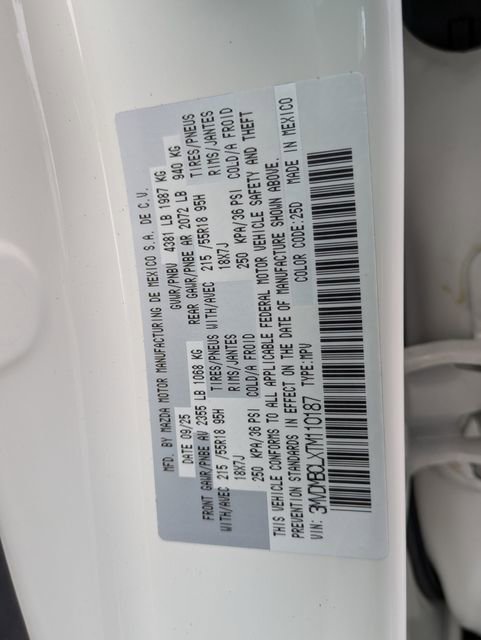 MFD BY MAZDA MOTOR MANUFACTURING DE MEXICO S.A. DE C.V.
DATE 09/25 GVWR/PNBV 4381 LB 1987 KG
FRONT GAWR/PNBE AV 2355 LB 1068 KG REAR GAWR/PNBE AR 2072 LB 940 KG
WITH/AVEC 215/55R18 95H TIRES/PNEUS WITH/AVEC 215/55R18 95H TIRES/PNEUS
18X7J RIMS/JANTES 18X7J RIMS/JANTES
250 KPA/36 PSI COLD/A FROID 250 KPA/36 PSI COLD/A FROID
THIS VEHICLE CONFORMS TO ALL APPLICABLE FEDERAL MOTOR VEHICLE SAFETY AND THEFT
PREVENTION STANDARDS IN EFFECT ON THE DATE OF MANUFACTURE SHOWN ABOVE.
VIN: 3MVDMBCLXTM110187 TYPE:MPV COLOR CODE:25D MADE IN MEXICO